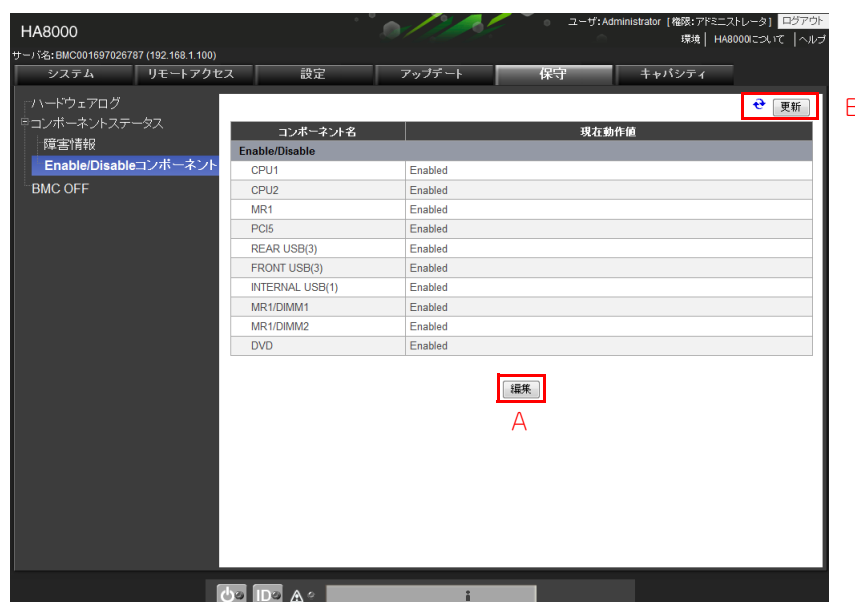 HA8000
ユーザ:Administrator [権限:アドミニストレータ] ログアウト
環境 HA8000について ヘルプ
サーバ名:BMC001697026787 (192.168.1.100)
システム リモートアクセス 設定 アップデート 保守 キャパシティ
ハードウェアログ
コンポーネントステータス
障害情報
Enable/Disableコンポーネント
BMC OFF
更新
B
コンポーネント名 現在動作値
Enable/Disable
CPU1 Enabled
CPU2 Enabled
MR1 Enabled
PCI5 Enabled
REAR USB(3) Enabled
FRONT USB(3) Enabled
INTERNAL USB(1) Enabled
MR1/DIMM1 Enabled
MR1/DIMM2 Enabled
DVD Enabled
編集
A
ID